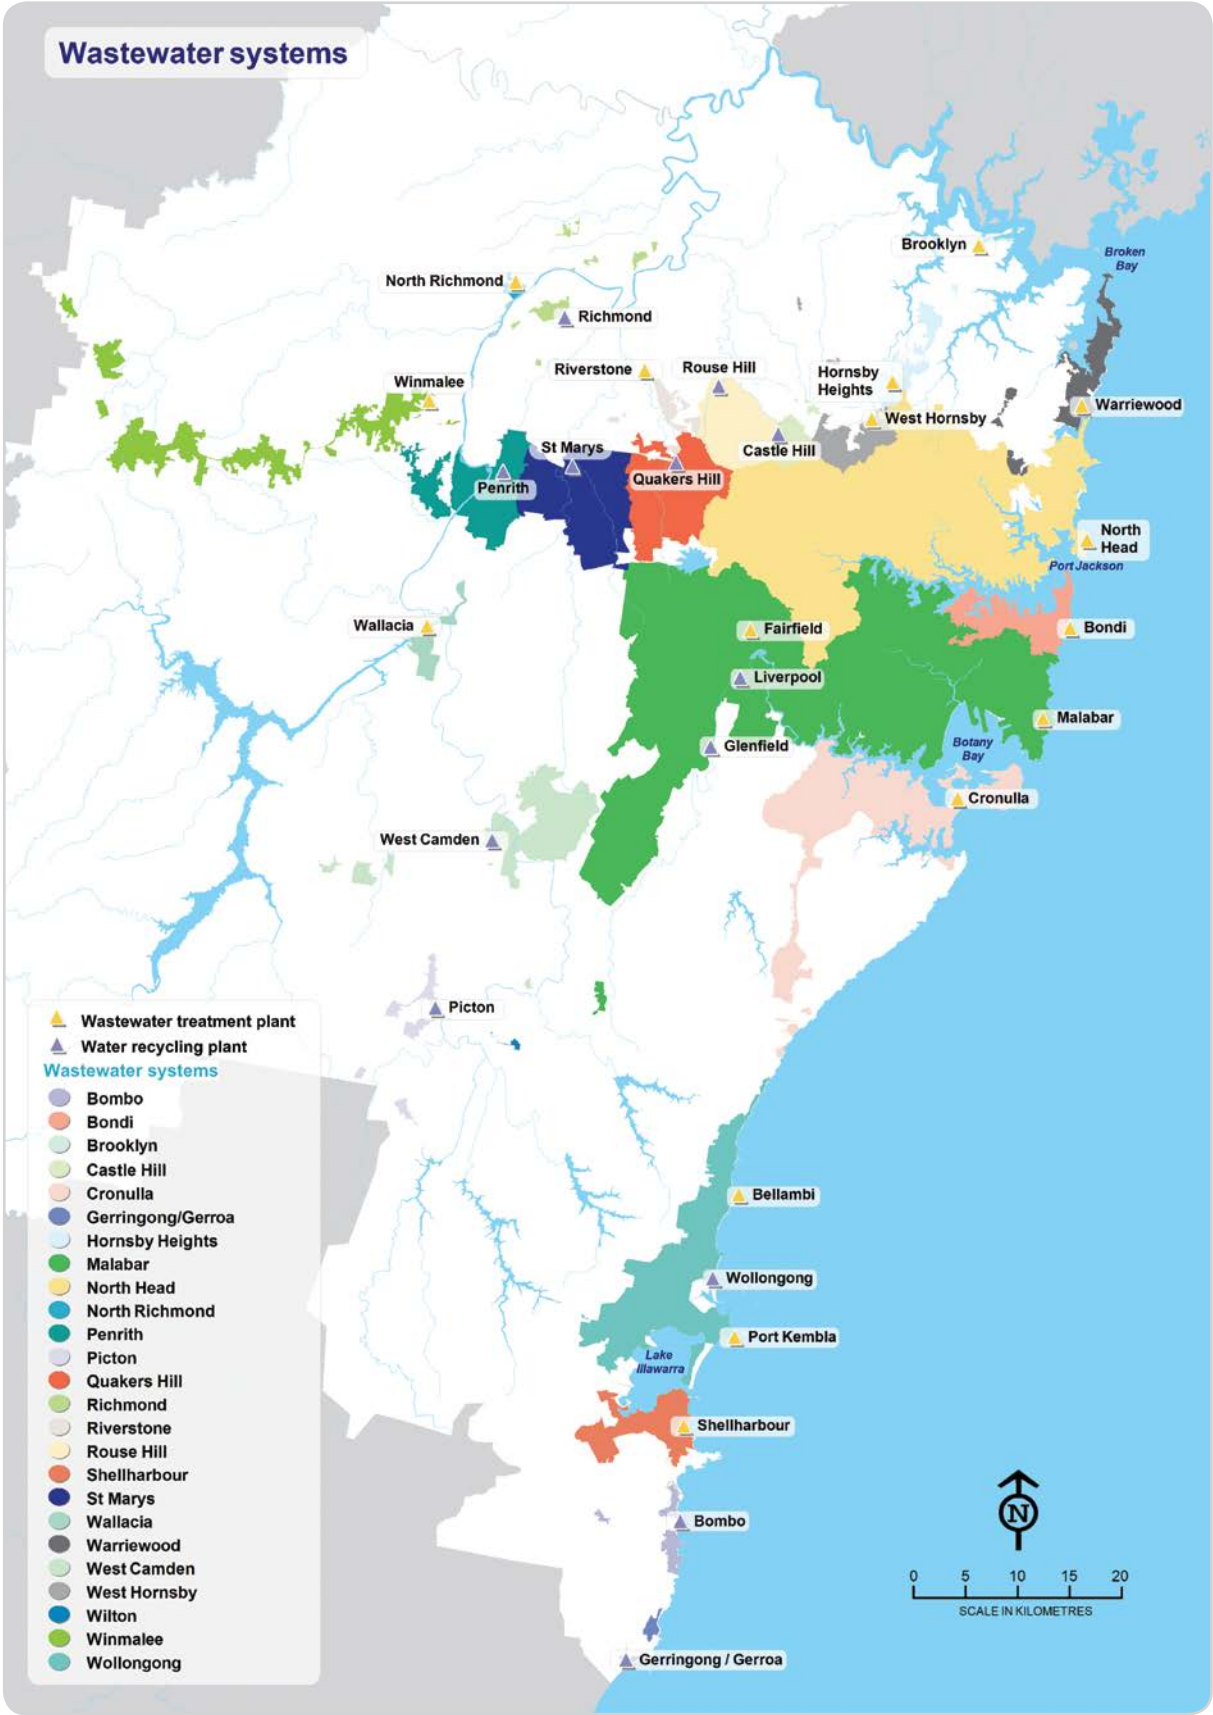 Wastewater systems
Brooklyn
Broken
Bay
North Richmond
Richmond
Riverstone
Rouse Hill
Hornsby
Heights
Winmalee
Warriewood
West Hornsby
St Marys
Castle Hill
Quakers Hill
Penrith
North
Head
Port Jackson
Wallacia
Fairfield
Bondi
Liverpool
Malabar
Glenfield
Botany
Bay
Cronulla
West Camden
Picton
Wastewater treatment plant
Water recycling plant
Wastewater systems
Bombo
Bondi
Brooklyn
Castle Hill
Cronulla
Gerringong/Gerroa
Hornsby Heights
Malabar
North Head
North Richmond
Penrith
Picton
Quakers Hill
Richmond
Riverstone
Rouse Hill
Shellharbour
St Marys
Wallacia
Warriewood
West Camden
West Hornsby
Wilton
Winmalee
Wollongong
Bellambi
Wollongong
Port Kembla
Lake
Illawarra
Shellharbour
Bombo
Gerringong / Gerroa
N
0 5 10 15 20
SCALE IN KILOMETRES